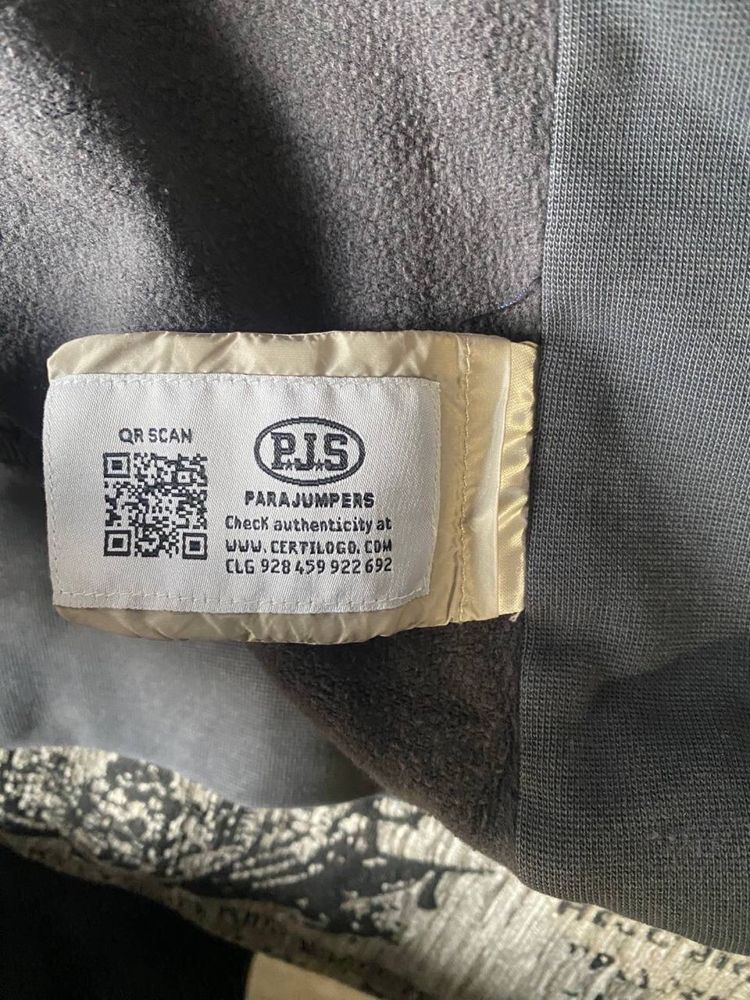 QR SCAN
P.J.S
PARAJUMPERS
Check authenticity at
WWW.CERTILOGO.COM
CLG 928 459 922 692